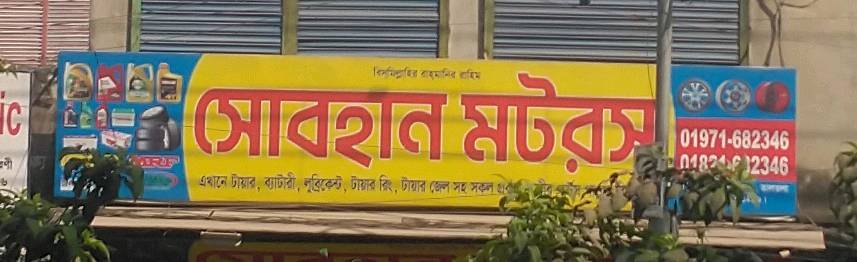 বিসমিল্লাহির রাহমানির রাহিম
সোবহান মটরস
এখানে টায়ার, ব্যাটারী, লুব্রিকেন্ট, টায়ার রিং, টায়ার জেল সহ সকল
01971-682346